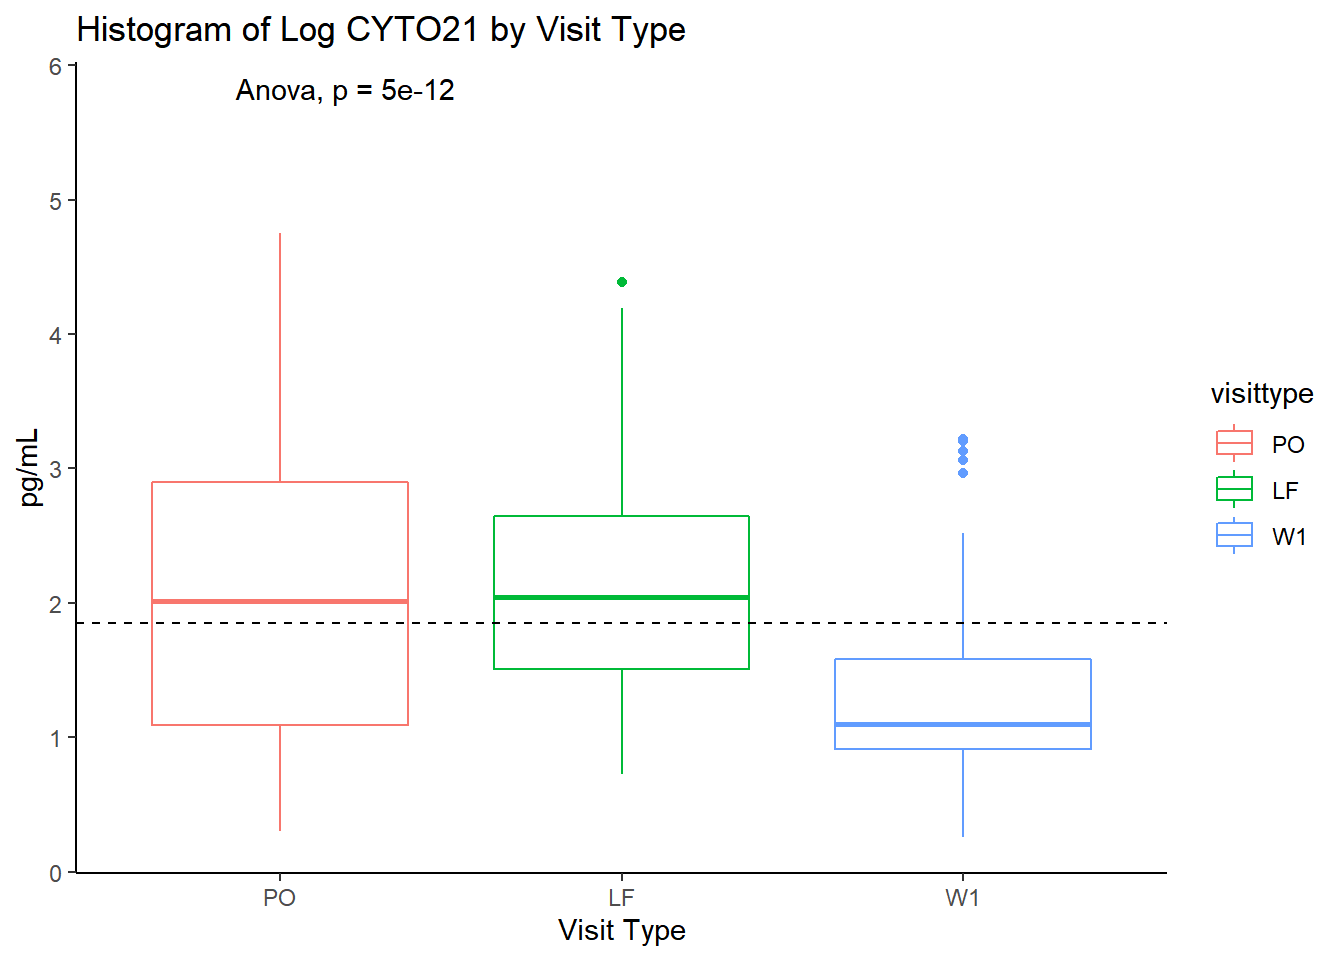 Histogram of Log CYTO21 by Visit Type
Anova, p = 5e-12
6
5
4
3
2
1
0
pg/mL
PO
LF
W1
Visit Type
visittype
PO
LF
W1